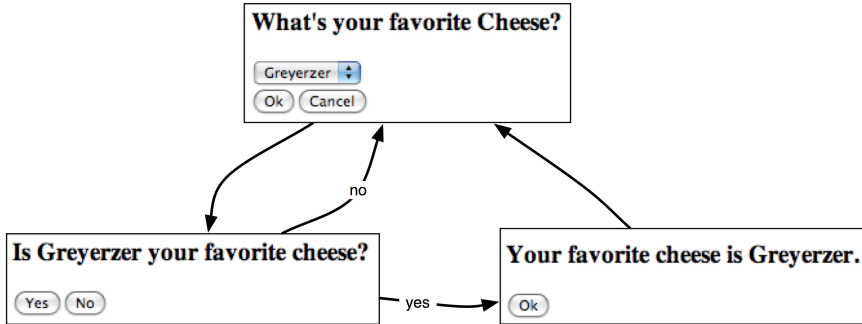 What's your favorite Cheese?
Greyerzer
Ok Cancel
no
Is Greyerzer your favorite cheese?
Yes No
yes
Your favorite cheese is Greyerzer.
Ok